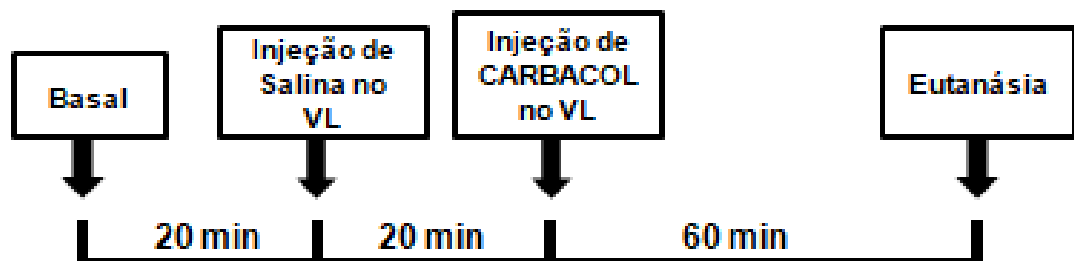 Basal
Injeção de
Salina no
VL
Injeção de
CARBACOL
no VL
Eutanásia
20 min
20 min
60 min